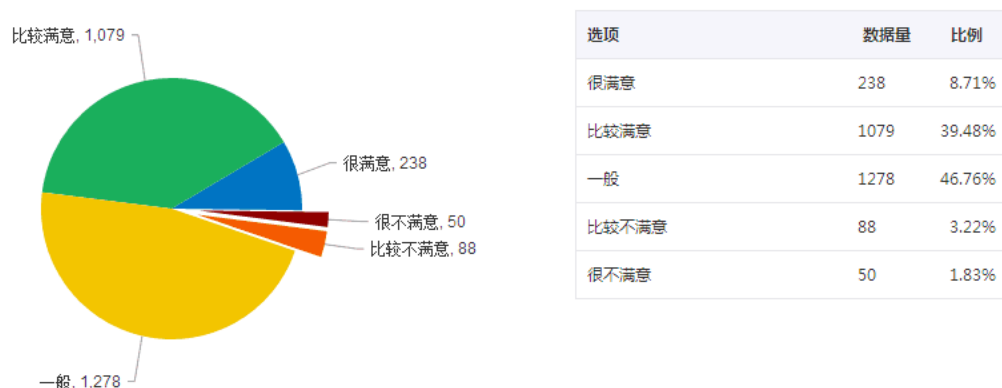 比较满意, 1,079
很满意, 238
很不满意, 50
比较不满意, 88
一般, 1,278
选项 数据量 比例
很满意 238 8.71%
比较满意 1079 39.48%
一般 1278 46.76%
比较不满意 88 3.22%
很不满意 50 1.83%